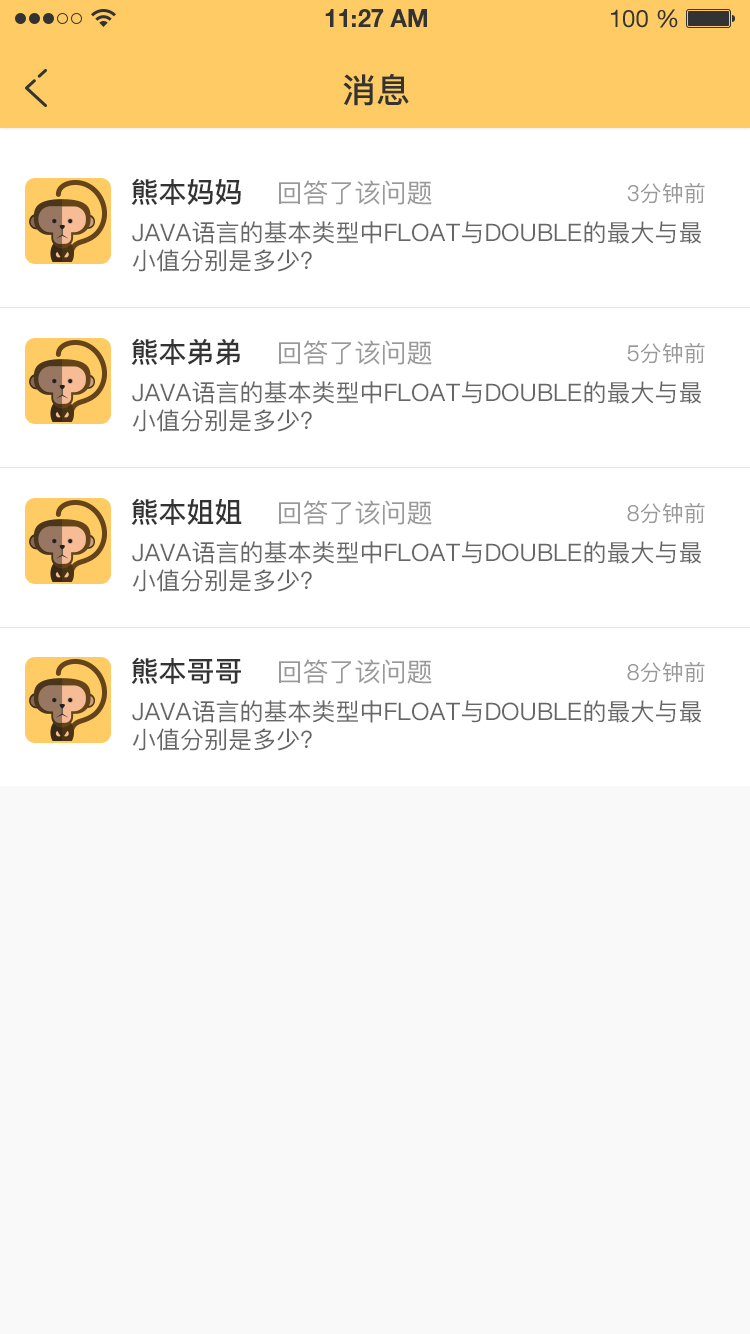 11:27 AM 100 %
消息
熊本妈妈 回答了该问题 3分钟前
JAVA语言的基本类型中FLOAT与DOUBLE的最大与最
小值分别是多少?
熊本弟弟 回答了该问题 5分钟前
JAVA语言的基本类型中FLOAT与DOUBLE的最大与最
小值分别是多少?
熊本姐姐 回答了该问题 8分钟前
JAVA语言的基本类型中FLOAT与DOUBLE的最大与最
小值分别是多少?
熊本哥哥 回答了该问题 8分钟前
JAVA语言的基本类型中FLOAT与DOUBLE的最大与最
小值分别是多少?